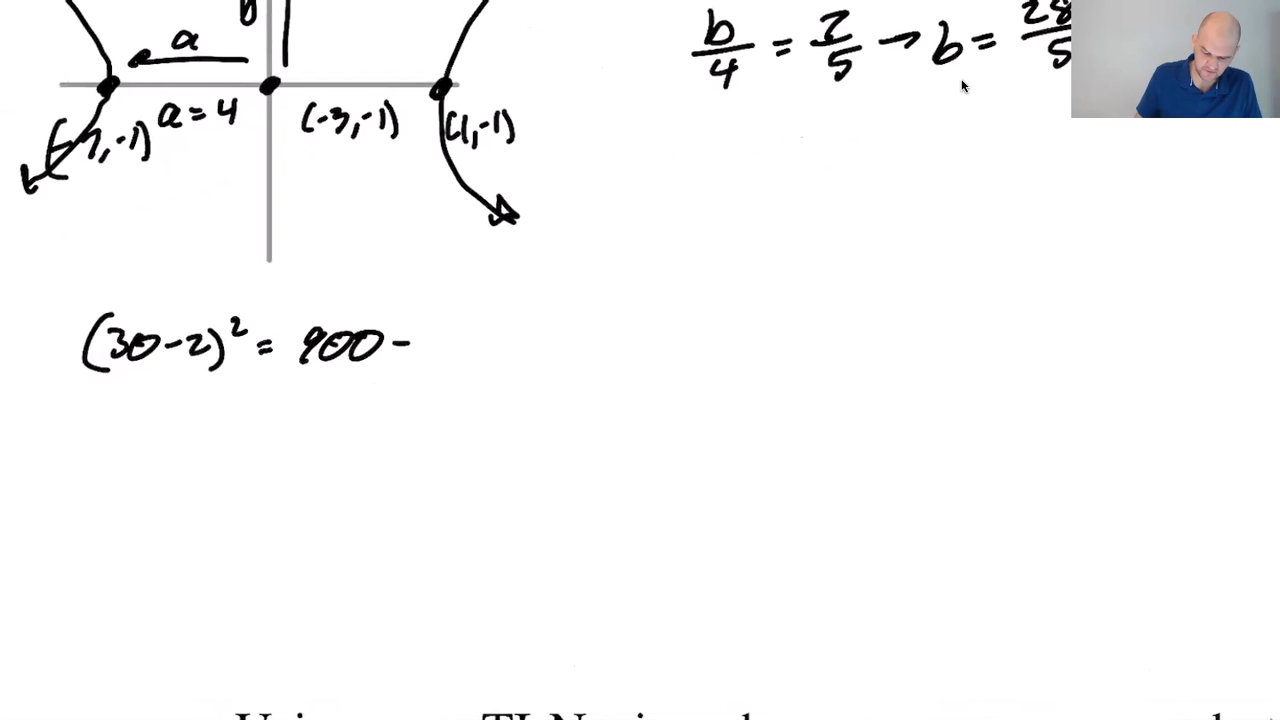 b/4 = 7/5 → b = 28/5
a
a = 4
(-3,-1)
(-7,-1)
(1,-1)
(30-2)² = 900 -